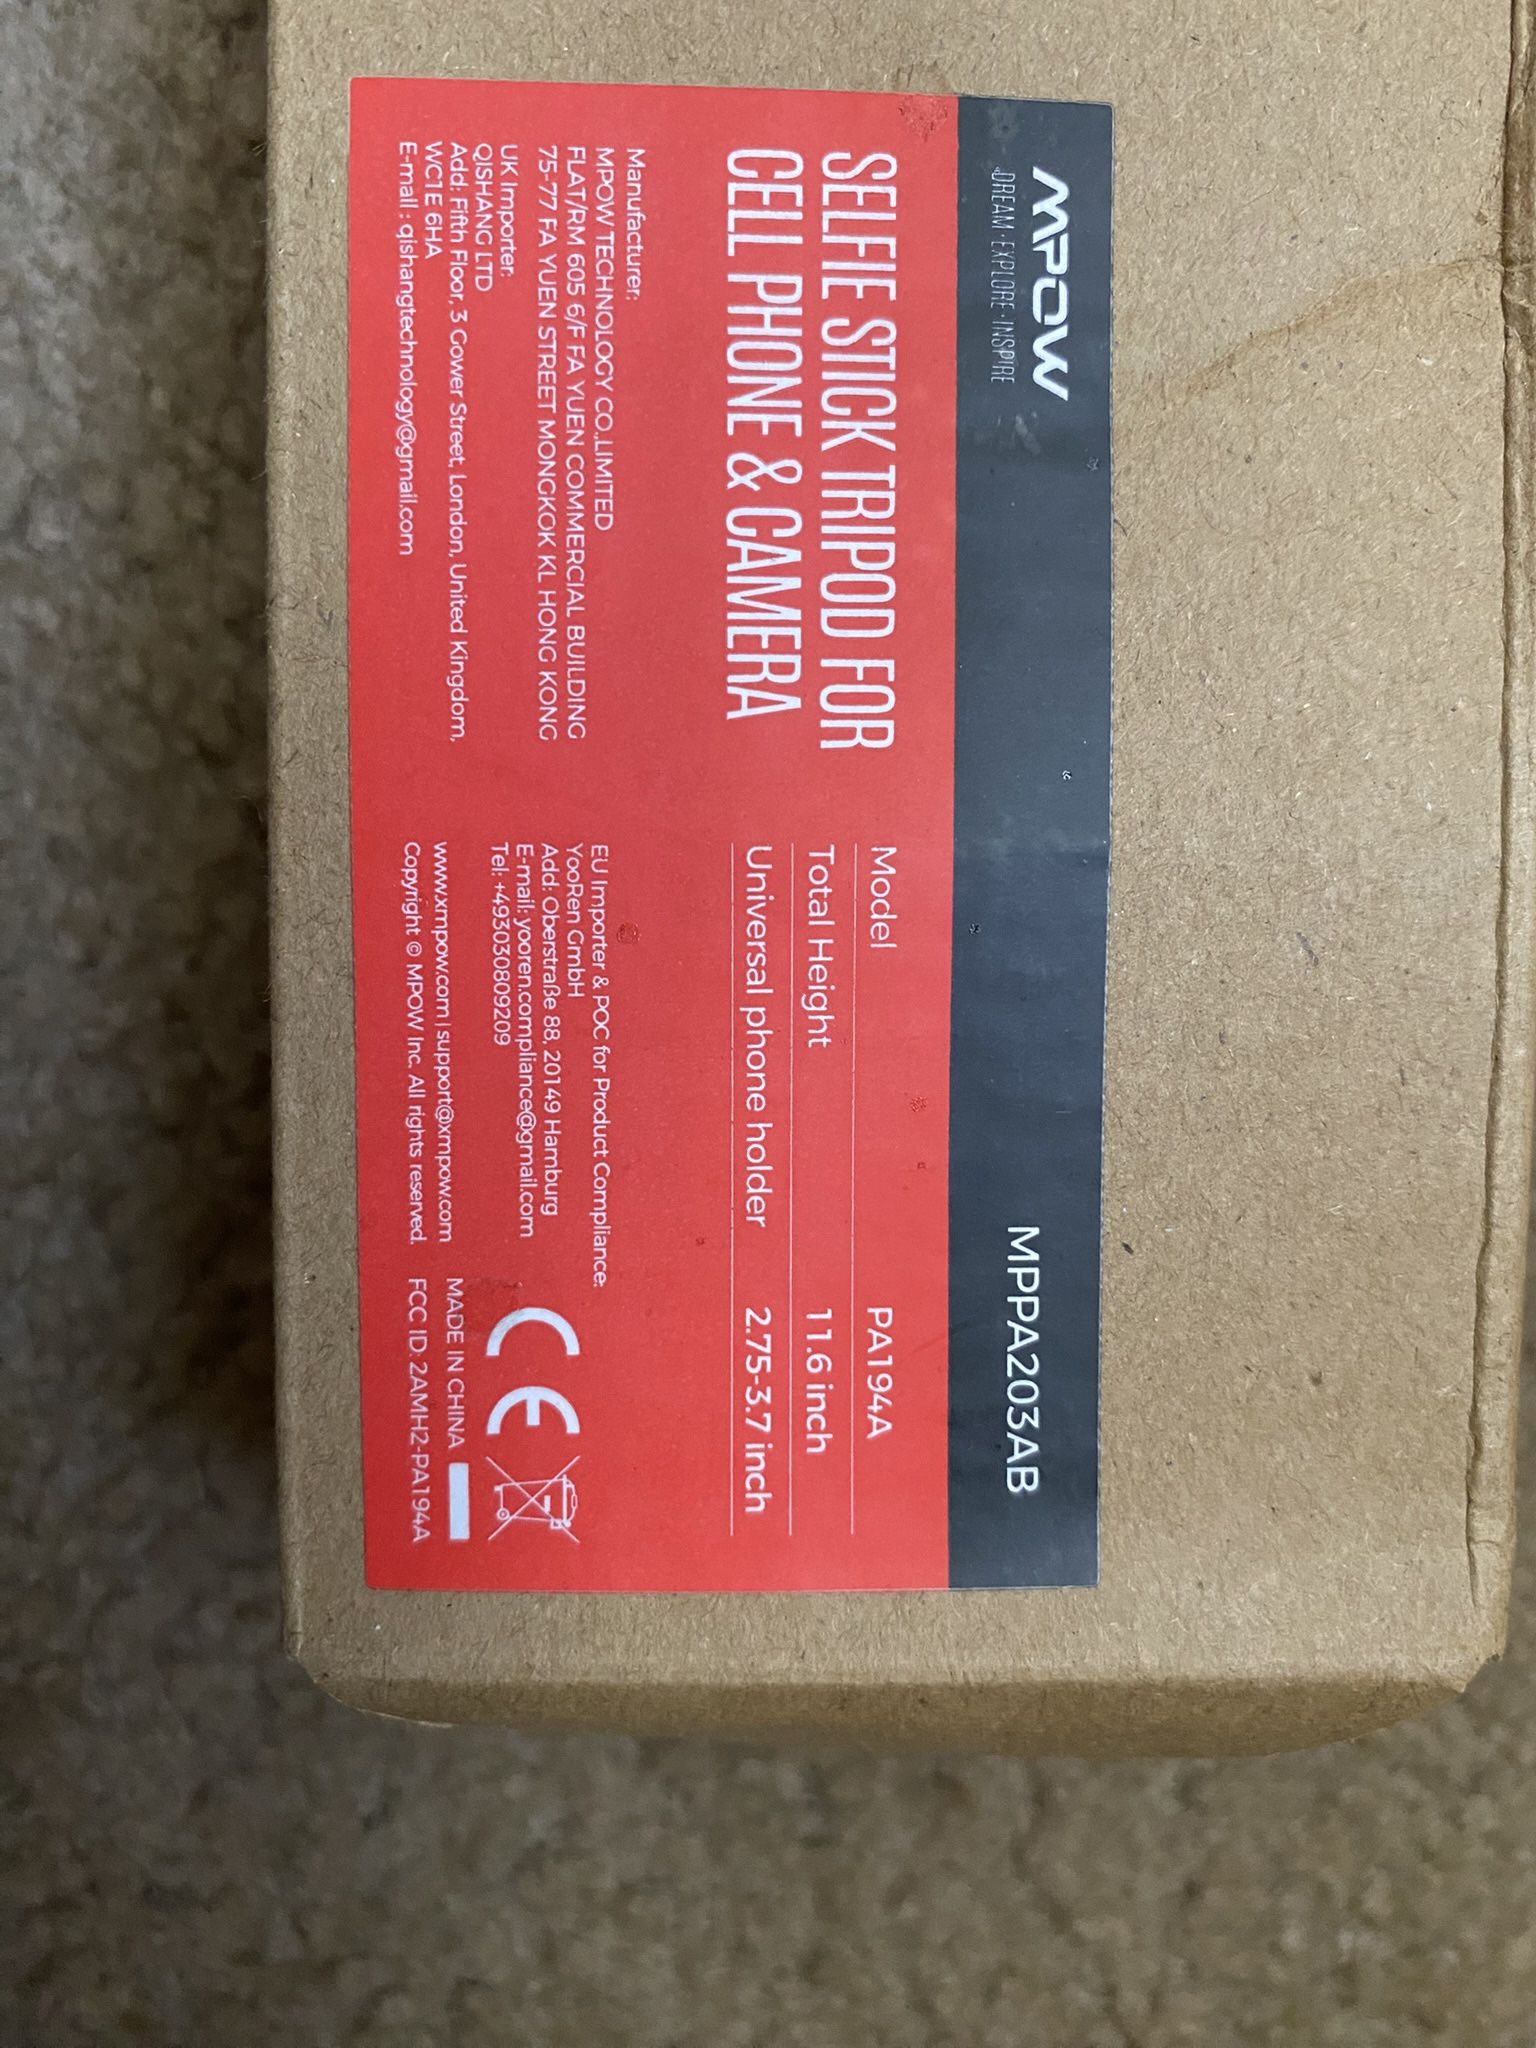 MPOW
DREAM·EXPLORE·INSPIRE
MPPA203AB
SELFIE STICK TRIPOD FOR
CELL PHONE & CAMERA
Model PA194A
Total Height 11.6 inch
Universal phone holder 2.75-3.7 inch
Manufacturer:
MPOW TECHNOLOGY CO.,LIMITED
FLAT/RM 605 6/F FA YUEN COMMERCIAL BUILDING
75-77 FA YUEN STREET MONGKOK KL HONG KONG
UK Importer:
QISHANG LTD
Add: Fifth Floor, 3 Gower Street, London, United Kingdom,
WC1E 6HA
E-mail : qishangtechnology@gmail.com
EU Importer & POC for Product Compliance:
YooRen GmbH
Add: Oberstraße 88, 20149 Hamburg
E-mail: yooren.compliance@gmail.com
Tel: +493030809209
www.xmpow.com | support@xmpow.com
Copyright © MPOW Inc. All rights reserved.
CE
MADE IN CHINA
FCC ID: 2AMH2-PA194A